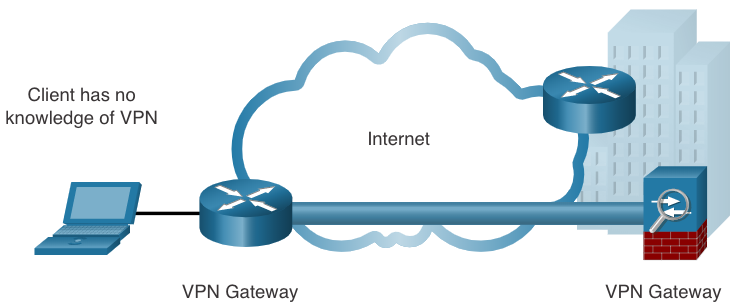 Client has no
knowledge of VPN
Internet
VPN Gateway
VPN Gateway